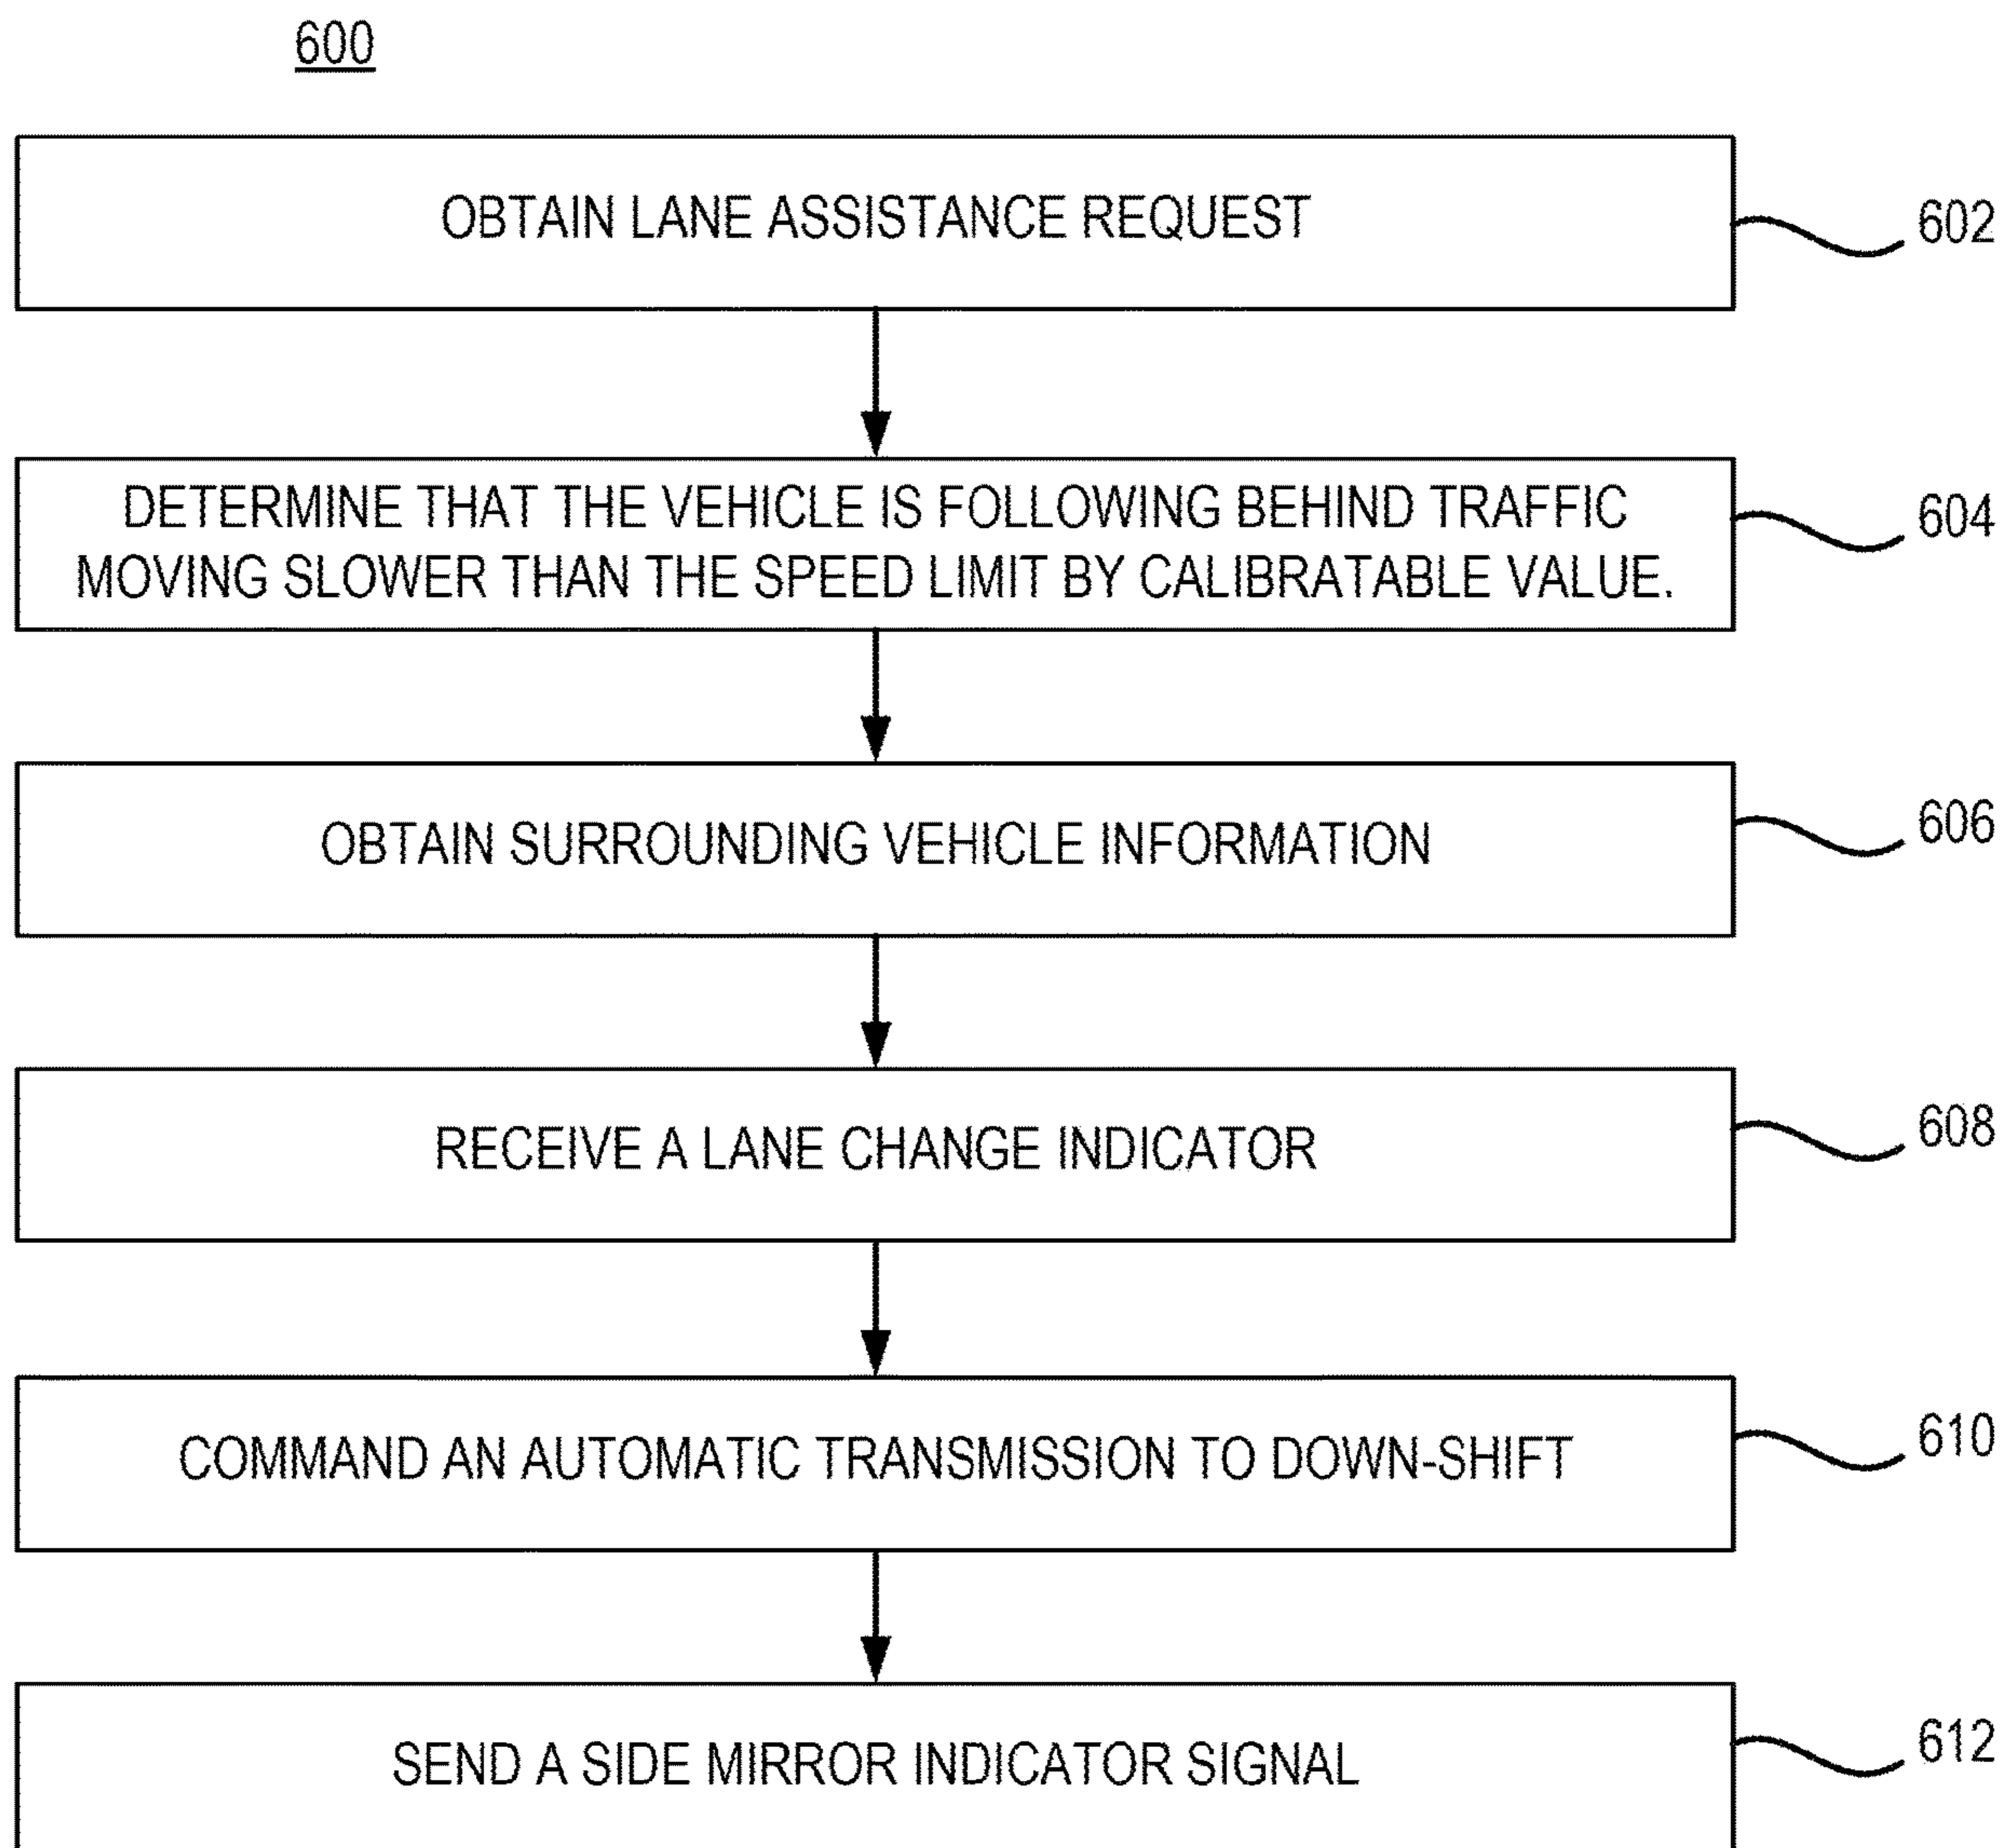 600
OBTAIN LANE ASSISTANCE REQUEST
602
DETERMINE THAT THE VEHICLE IS FOLLOWING BEHIND TRAFFIC
MOVING SLOWER THAN THE SPEED LIMIT BY CALIBRATABLE VALUE.
604
OBTAIN SURROUNDING VEHICLE INFORMATION
606
RECEIVE A LANE CHANGE INDICATOR
608
COMMAND AN AUTOMATIC TRANSMISSION TO DOWN-SHIFT
610
SEND A SIDE MIRROR INDICATOR SIGNAL
612